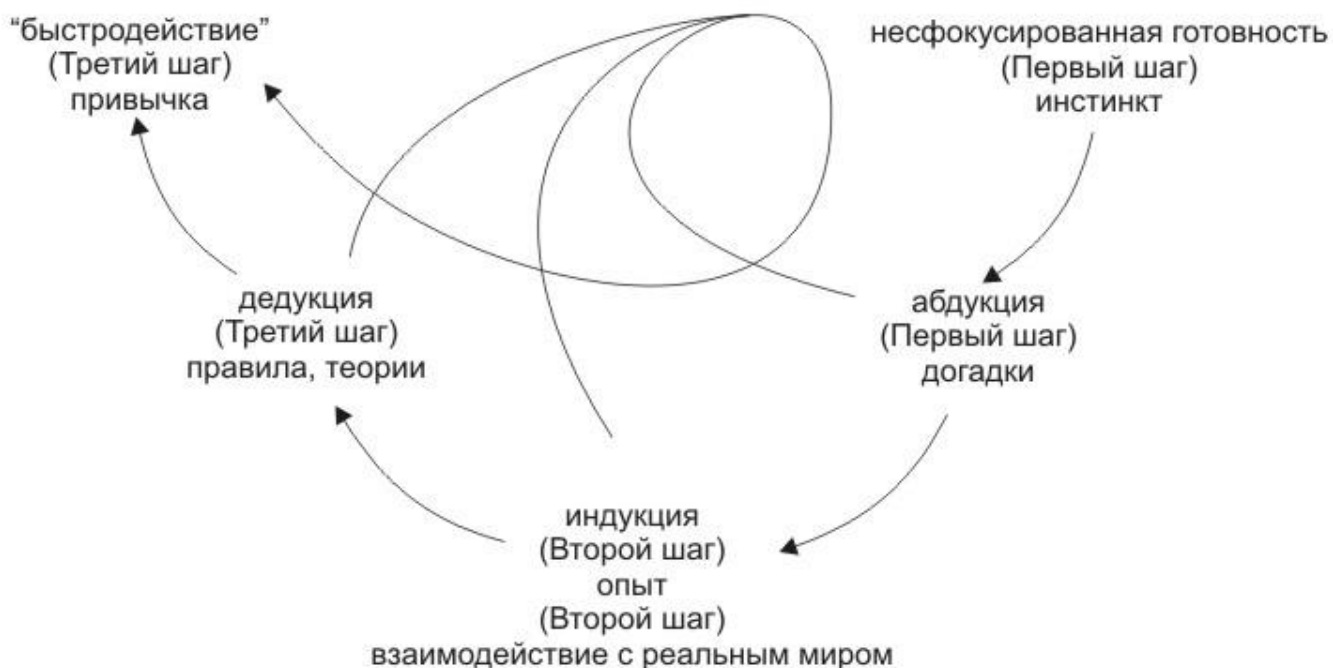 “быстродействие”
(Третий шаг)
привычка
несфокусированная готовность
(Первый шаг)
инстинкт
дедукция
(Третий шаг)
правила, теории
абдукция
(Первый шаг)
догадки
индукция
(Второй шаг)
опыт
(Второй шаг)
взаимодействие с реальным миром